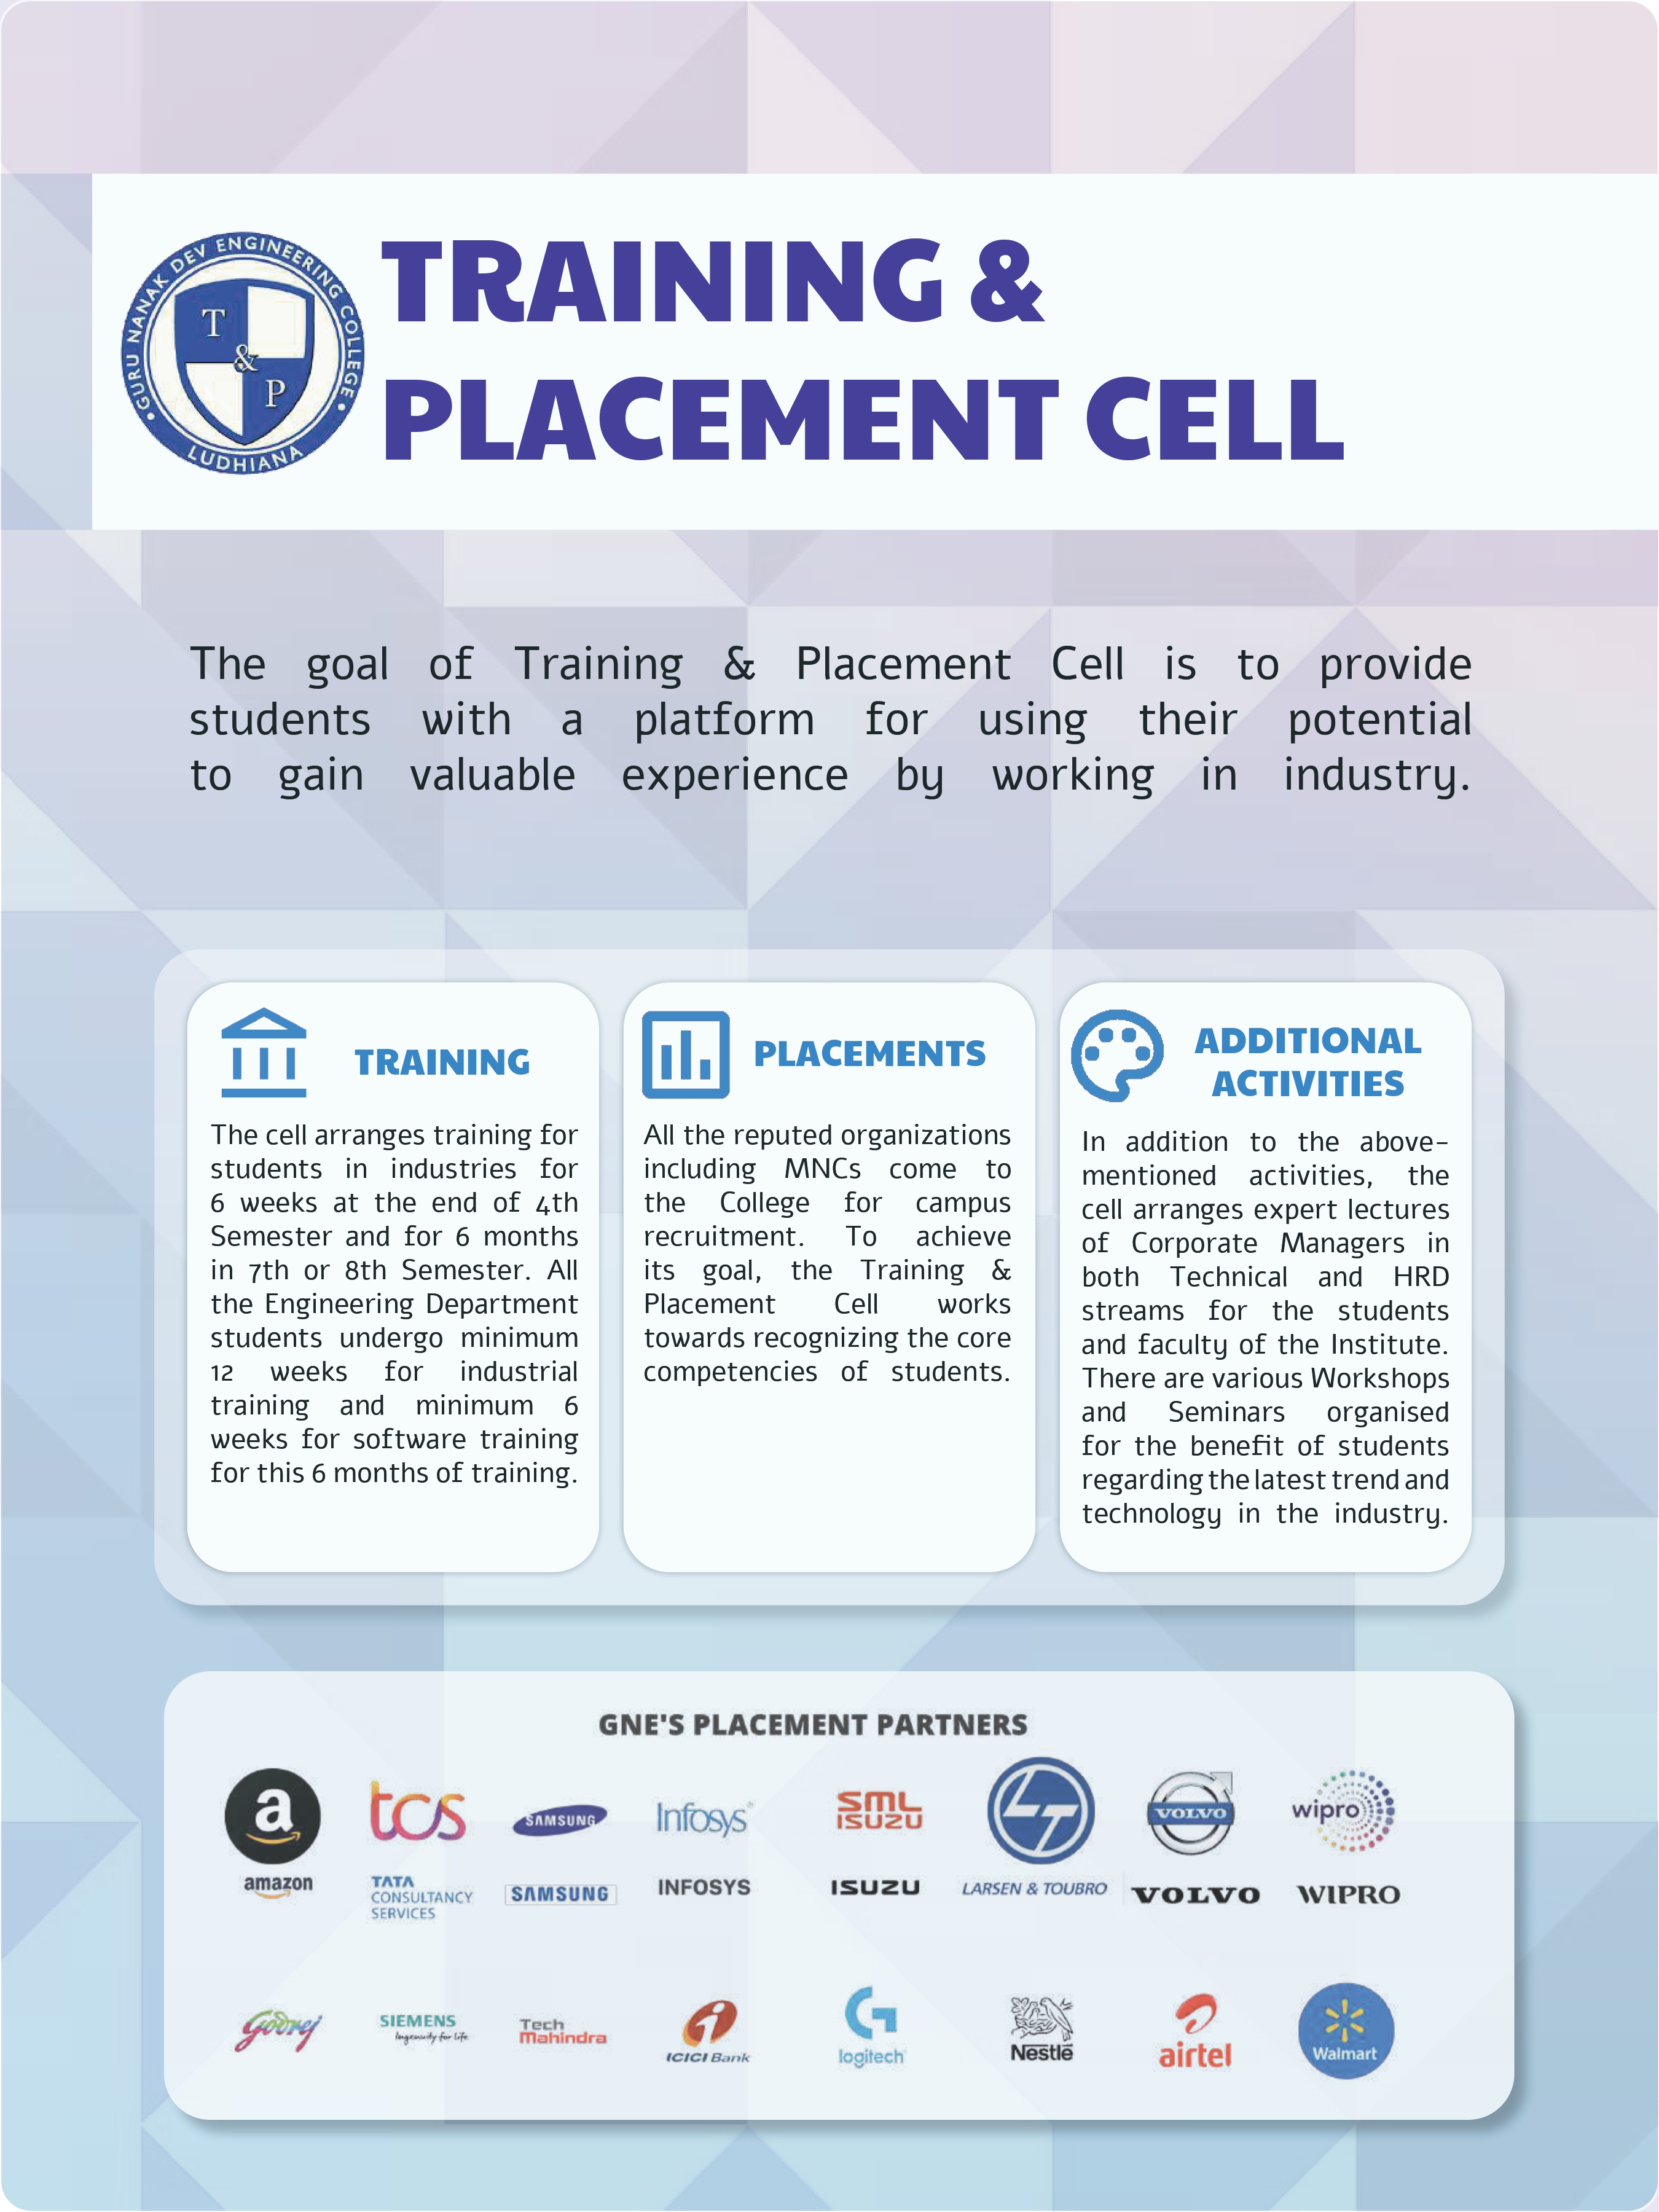 GURU NANAK DEV ENGINEERING COLLEGE
T
&
P
LUDHIANA
TRAINING &
PLACEMENT CELL
The goal of Training & Placement Cell is to provide
students with a platform for using their potential
to gain valuable experience by working in industry.
TRAINING
The cell arranges training for
students in industries for
6 weeks at the end of 4th
Semester and for 6 months
in 7th or 8th Semester. All
the Engineering Department
students undergo minimum
12 weeks for industrial
training and minimum 6
weeks for software training
for this 6 months of training.
PLACEMENTS
All the reputed organizations
including MNCs come to
the College for campus
recruitment. To achieve
its goal, the Training &
Placement Cell works
towards recognizing the core
competencies of students.
ADDITIONAL
ACTIVITIES
In addition to the above-
mentioned activities, the
cell arranges expert lectures
of Corporate Managers in
both Technical and HRD
streams for the students
and faculty of the Institute.
There are various Workshops
and Seminars organised
for the benefit of students
regarding the latest trend and
technology in the industry.
GNE'S PLACEMENT PARTNERS
a
amazon
tcs
TATA
CONSULTANCY
SERVICES
SAMSUNG
SAMSUNG
Infosys®
INFOSYS
SML
ISUZU
ISUZU
LT
LARSEN & TOUBRO
VOLVO
VOLVO
wipro
WIPRO
Godrej
SIEMENS
Ingenuity for life
Tech
Mahindra
i
ICICI Bank
G
logitech
Nestlé
airtel
Walmart